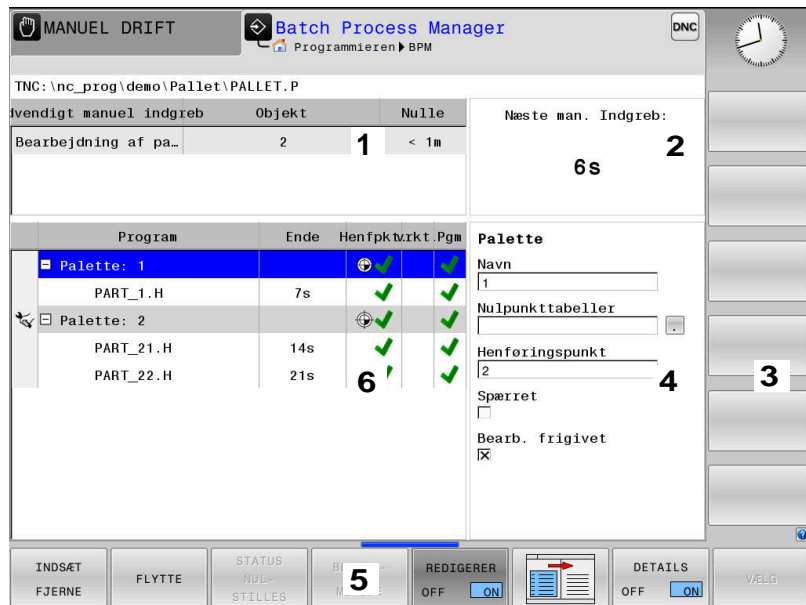 MANUEL DRIFT
Batch Process Manager
Programmieren BPM
DNC
TNC:\nc_prog\demo\Pallet\PALLET.P
dvendigt manuel indgreb Objekt Nulle
Bearbejdning af pa… 2 1 < 1m
Næste man. Indgreb:
2
6s
Program Ende Henfpkt v.rkt. Pgm
Palette: 1
PART_1.H 7s
Palette: 2
PART_21.H 14s
PART_22.H 21s
6
Palette
Navn
1
Nulpunkttabeller
.
Henføringspunkt
2
4
Spærret
Bearb. frigivet
3
INDSÆT
FJERNE
FLYTTE
STATUS
NUL-
STILLES
5
REDIGERER
OFF ON
DETAILS
OFF ON
VÆLG